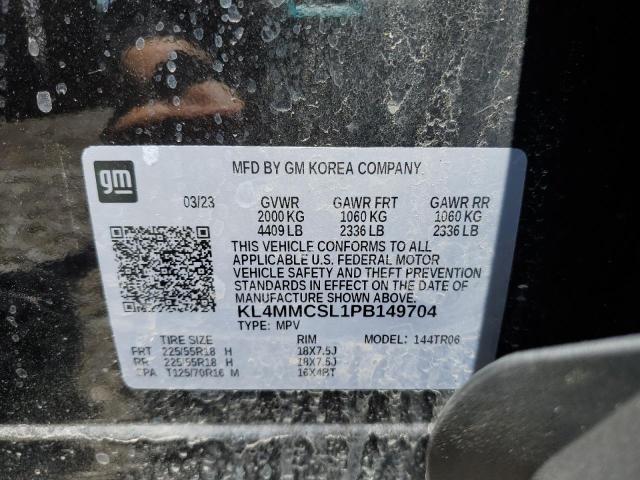 gm
MFD BY GM KOREA COMPANY
03/23 GVWR GAWR FRT GAWR RR
2000 KG 1060 KG 1060 KG
4409 LB 2336 LB 2336 LB
THIS VEHICLE CONFORMS TO ALL
APPLICABLE U.S. FEDERAL MOTOR
VEHICLE SAFETY AND THEFT PREVENTION
STANDARDS IN EFFECT ON THE DATE OF
MANUFACTURE SHOWN ABOVE.
KL4MMCSL1PB149704
TYPE: MPV
TIRE SIZE RIM MODEL: 144TR06
FRT 225/55R18 H 18X7.5J
RR 225/55R18 H 18X7.5J
SPA T125/70R16 M 16X4BT